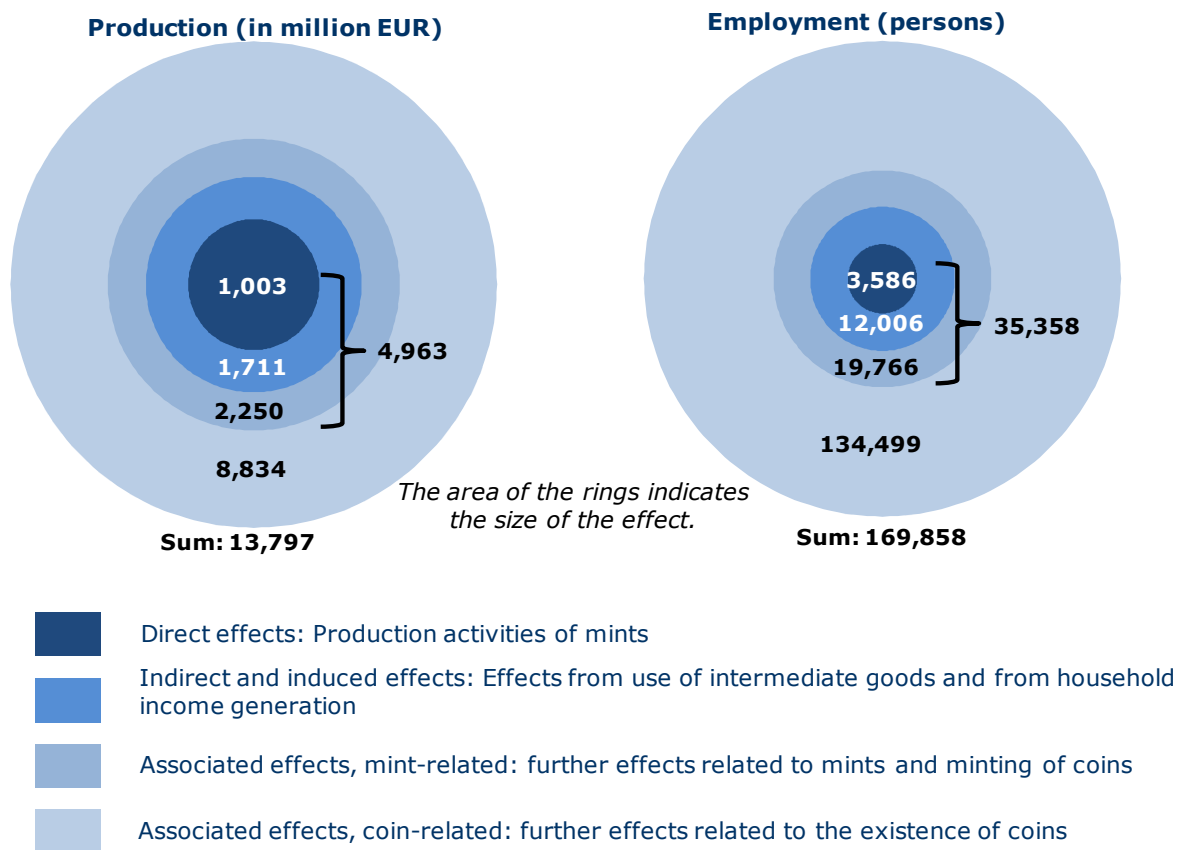 Production (in million EUR)
1,003
1,711
2,250
8,834
4,963
Sum: 13,797
Employment (persons)
3,586
12,006
19,766
134,499
35,358
Sum: 169,858
The area of the rings indicates
the size of the effect.
Direct effects: Production activities of mints
Indirect and induced effects: Effects from use of intermediate goods and from household
income generation
Associated effects, mint-related: further effects related to mints and minting of coins
Associated effects, coin-related: further effects related to the existence of coins